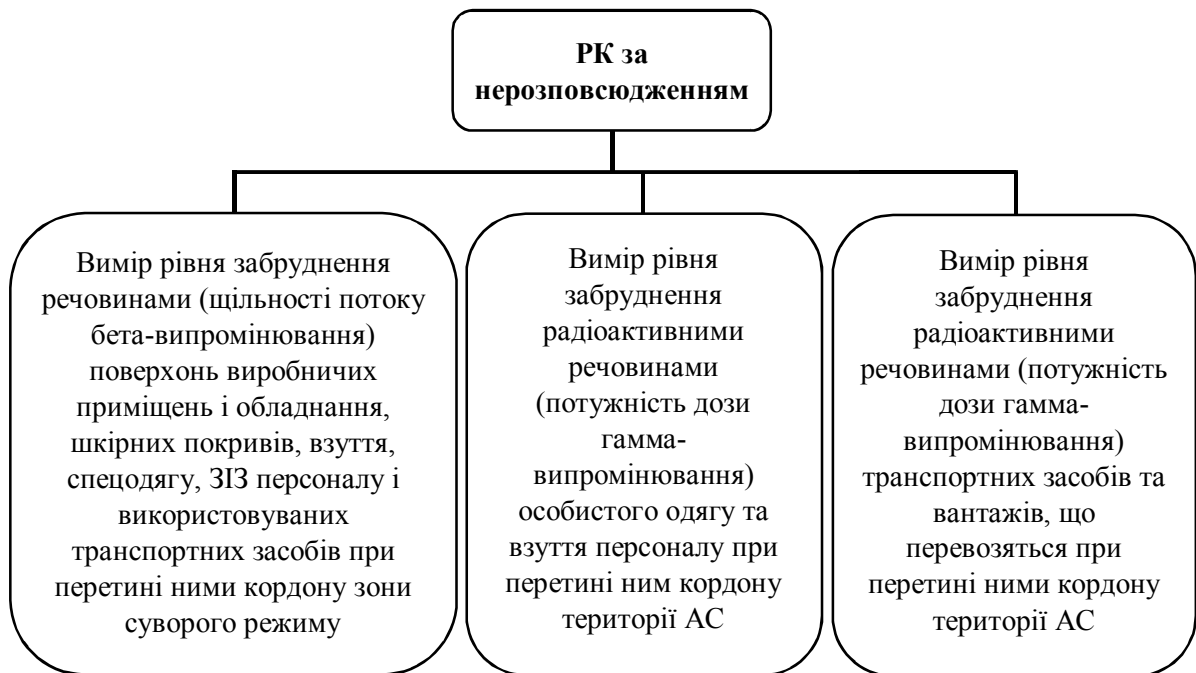 РК за
нерозповсюдженням
Вимір рівня забруднення
речовинами (щільності потоку
бета-випромінювання)
поверхонь виробничих
приміщень і обладнання,
шкірних покривів, взуття,
спецодягу, ЗІЗ персоналу і
використовуваних
транспортних засобів при
перетині ними кордону зони
суворого режиму
Вимір рівня
забруднення
радіоактивними
речовинами
(потужність дози
гамма-
випромінювання)
особистого одягу та
взуття персоналу при
перетині ним кордону
території АС
Вимір рівня
забруднення
радіоактивними
речовинами (потужність
дози гамма-
випромінювання)
транспортних засобів та
вантажів, що
перевозяться при
перетині ними кордону
території АС